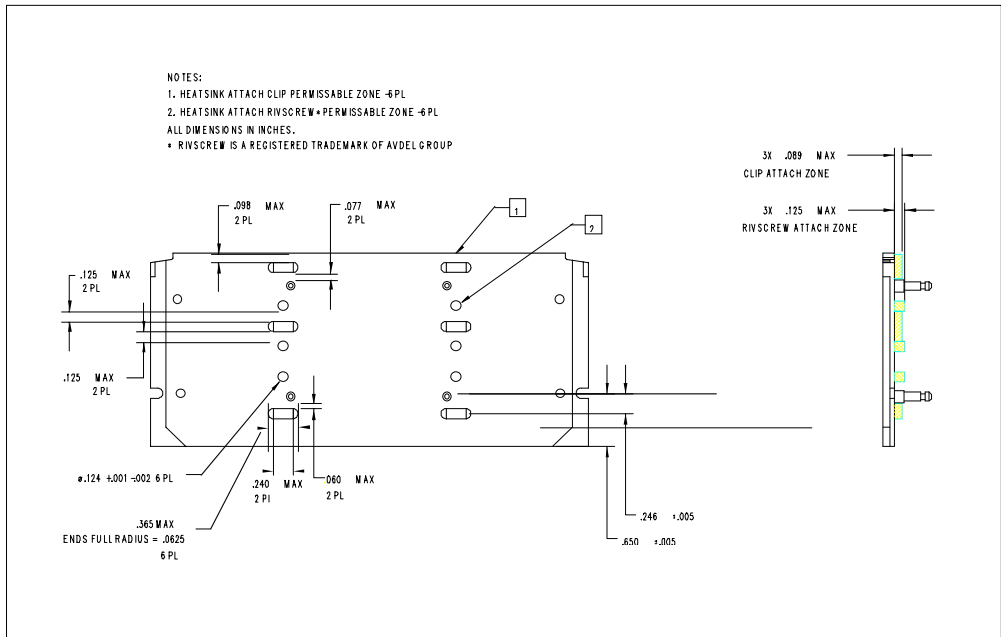 NOTES:
1. HEATSINK ATTACH CLIP PERMISSABLE ZONE -6PL
2. HEATSINK ATTACH RIVSCREW* PERMISSABLE ZONE -6 PL
ALL DIMENSIONS IN INCHES.
* RIVSCREW IS A REGISTERED TRADEMARK OF AVDEL GROUP
3X .089 MAX
CLIP ATTACH ZONE
3X .125 MAX
RIVSCREW ATTACH ZONE
.098 MAX
2 PL
.077 MAX
2 PL
1
2
.125 MAX
2 PL
.125 MAX
2 PL
ø.124 +.001 -.002 6 PL
.240 MAX
2 Pl
.060 MAX
2 PL
.365 MAX
ENDS FULL RADIUS = .0625
6 PL
.246 ±.005
.650 ±.005